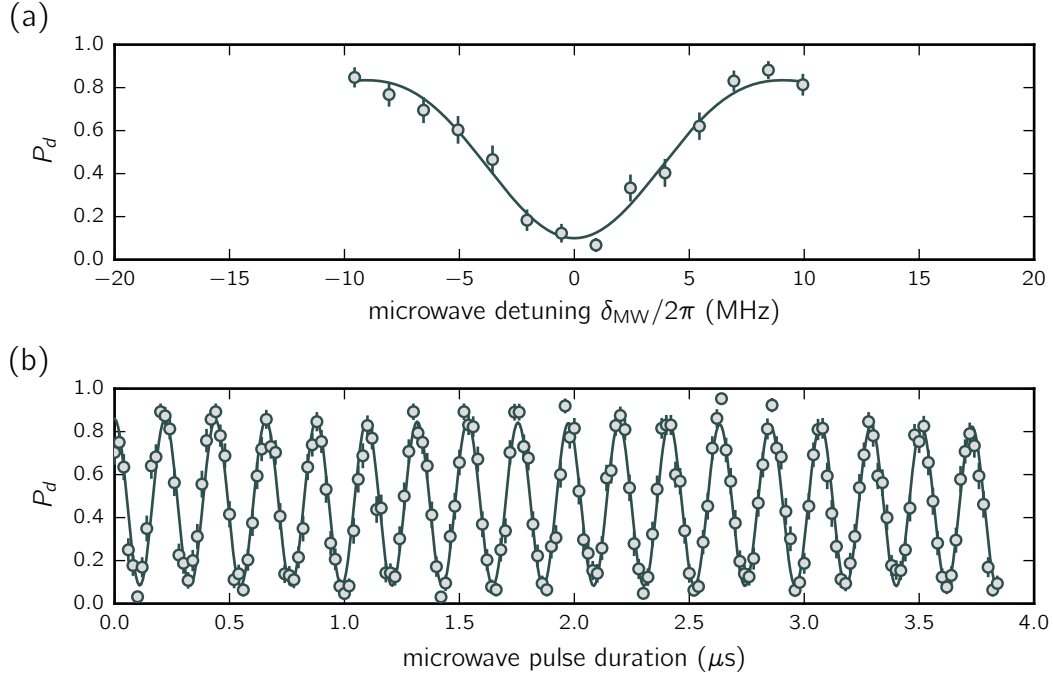 (a)
1.0
0.8
0.6
0.4
0.2
0.0
P_d
−20 −15 −10 −5 0 5 10 15 20
microwave detuning δ_MW/2π (MHz)
(b)
1.0
0.8
0.6
0.4
0.2
0.0
P_d
0.0 0.5 1.0 1.5 2.0 2.5 3.0 3.5 4.0
microwave pulse duration (μs)